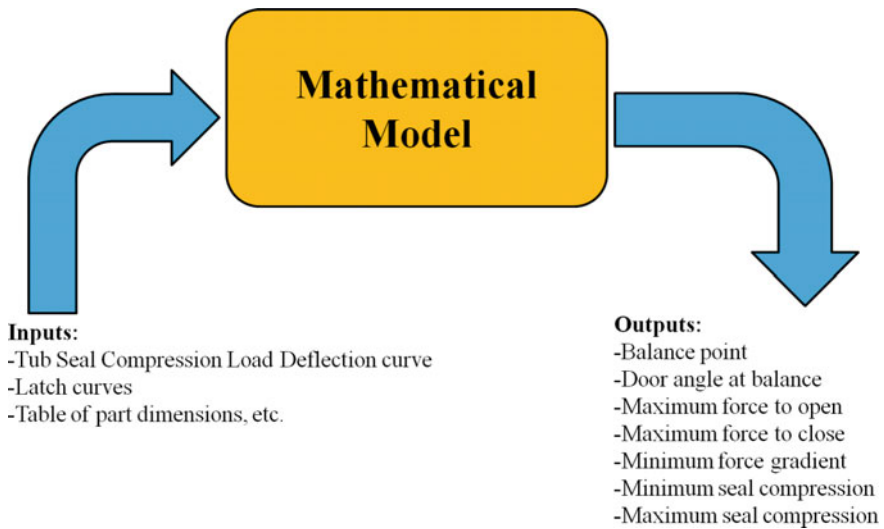 Mathematical
Model
Inputs:
-Tub Seal Compression Load Deflection curve
-Latch curves
-Table of part dimensions, etc.
Outputs:
-Balance point
-Door angle at balance
-Maximum force to open
-Maximum force to close
-Minimum force gradient
-Minimum seal compression
-Maximum seal compression